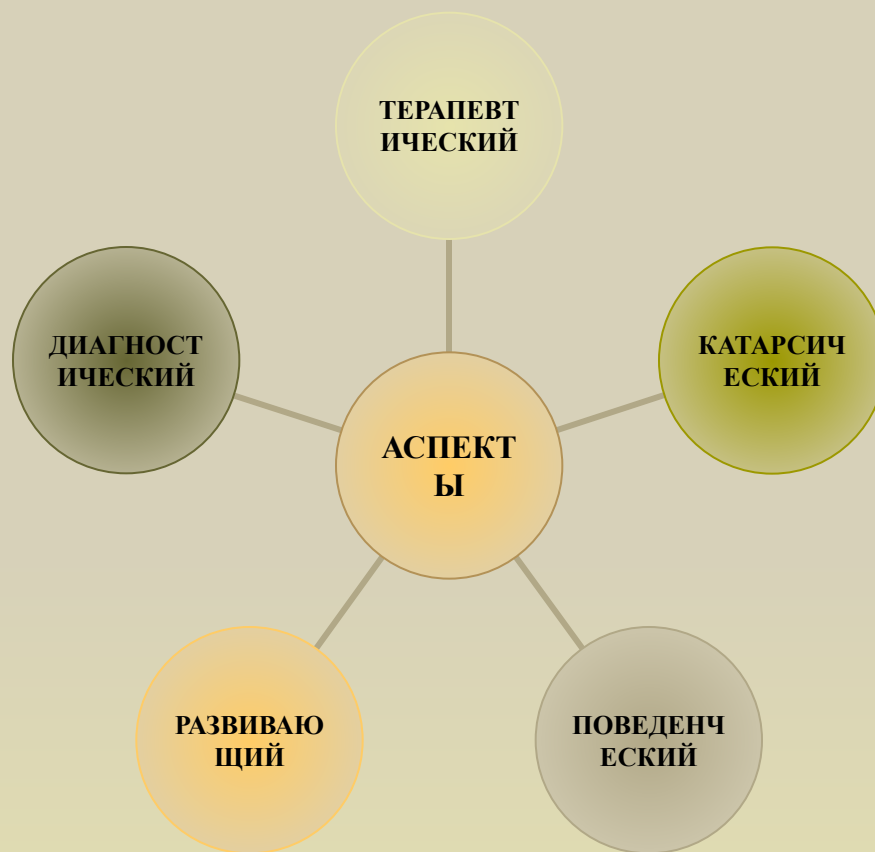 ТЕРАПЕВТ
ИЧЕСКИЙ
ДИАГНОСТ
ИЧЕСКИЙ
КАТАРСИЧ
ЕСКИЙ
АСПЕКТ
Ы
РАЗВИВАЮ
ЩИЙ
ПОВЕДЕНЧ
ЕСКИЙ